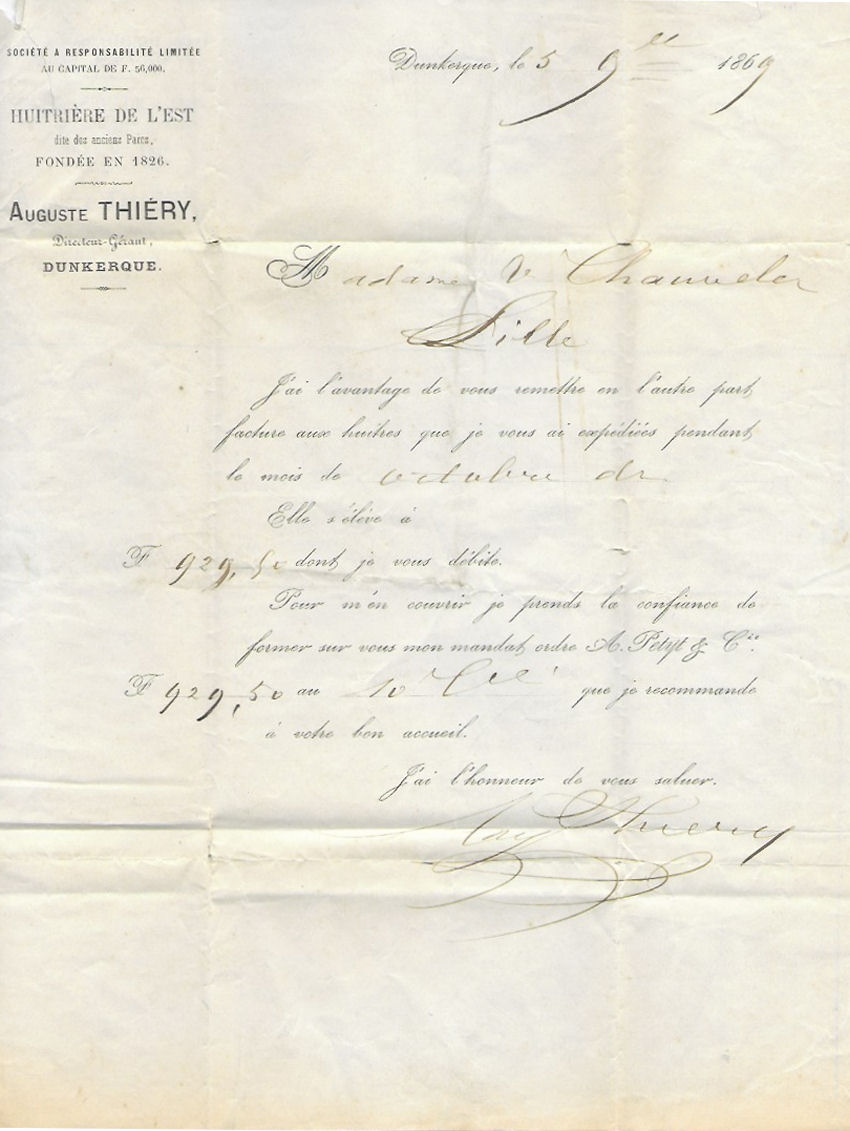 SOCIÉTÉ A RESPONSABILITÉ LIMITÉE
AU CAPITAL DE F. 56,000.
HUITRIÈRE DE L'EST
dite des anciens Parcs,
FONDÉE EN 1826.
AUGUSTE THIÉRY,
Directeur-Gérant,
DUNKERQUE.
Dunkerque, le 5 9bre 1869
Madame Ve
Lille
J'ai l'avantage de vous remettre en l'autre part
facture aux huîtres que je vous ai expédiées pendant
le mois de octobre dr
Elle s'élève à
F 929,50 dont je vous débite.
Pour m'en couvrir je prends la confiance de
former sur vous mon mandat ordre A. Petyt & Cie.
F 929,50 au 10 que je recommande
à votre bon accueil.
J'ai l'honneur de vous saluer.
Aug Thiery